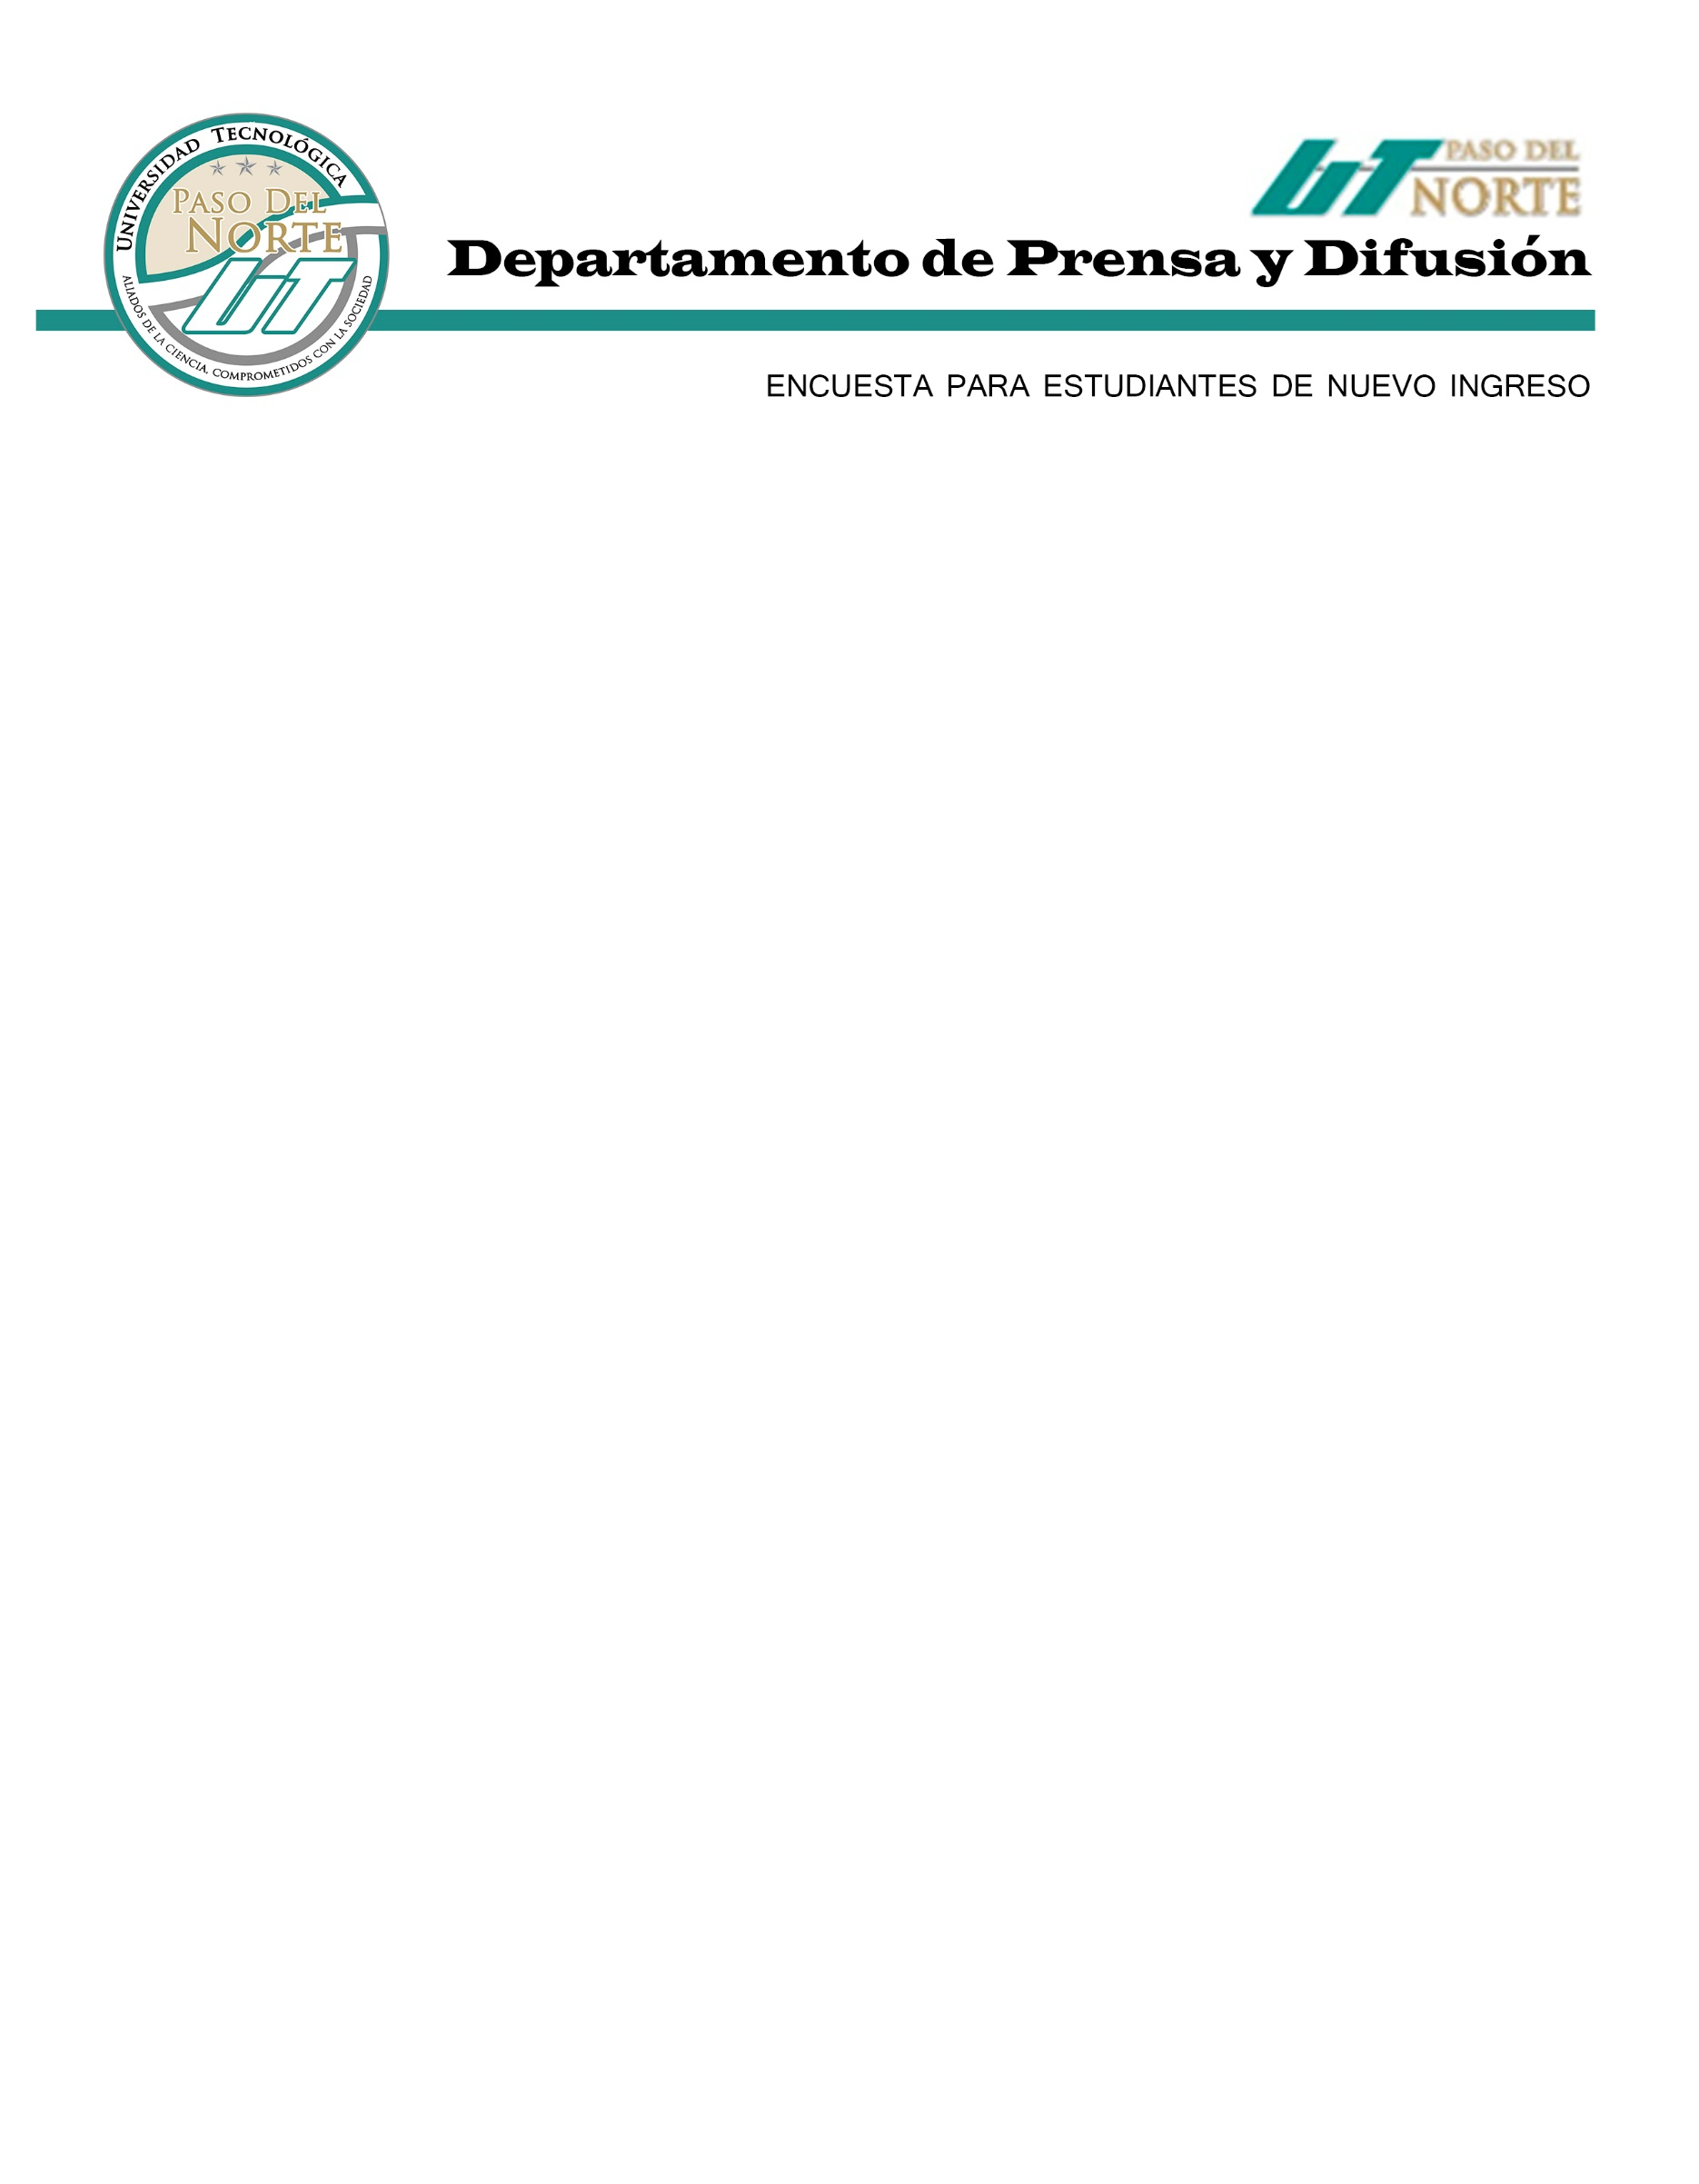 UNIVERSIDAD TECNOLÓGICA
PASO DEL
NORTE
UT
ALIADOS DE LA CIENCIA, COMPROMETIDOS CON LA SOCIEDAD
UT PASO DEL
NORTE
Departamento de Prensa y Difusión
ENCUESTA PARA ESTUDIANTES DE NUEVO INGRESO